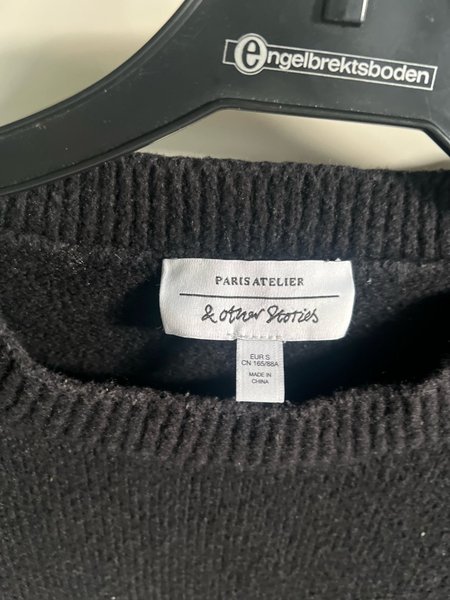 engelbrektsboden
PARIS ATELIER
& other Stories
EUR S
CN 165/88A
MADE IN
CHINA